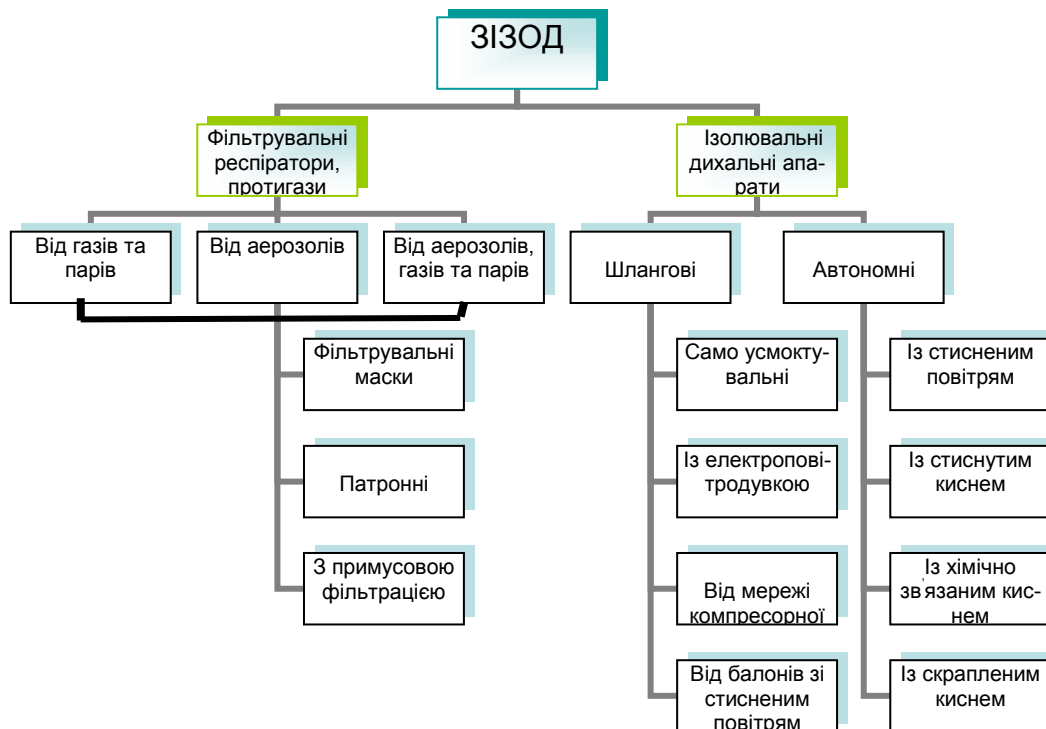 ЗІЗОД
Фільтрувальні
респіратори,
протигази
Ізолювальні
дихальні апа-
рати
Від газів та
парів
Від аерозолів
Від аерозолів,
газів та парів
Шлангові
Автономні
Фільтрувальні
маски
Патронні
З примусовою
фільтрацією
Само усмокту-
вальні
Із електропові-
тродувкою
Від мережі
компресорної
Від балонів зі
стисненим
повітрям
Із стисненим
повітрям
Із стиснутим
киснем
Із хімічно
зв'язаним кис-
нем
Із скрапленим
киснем